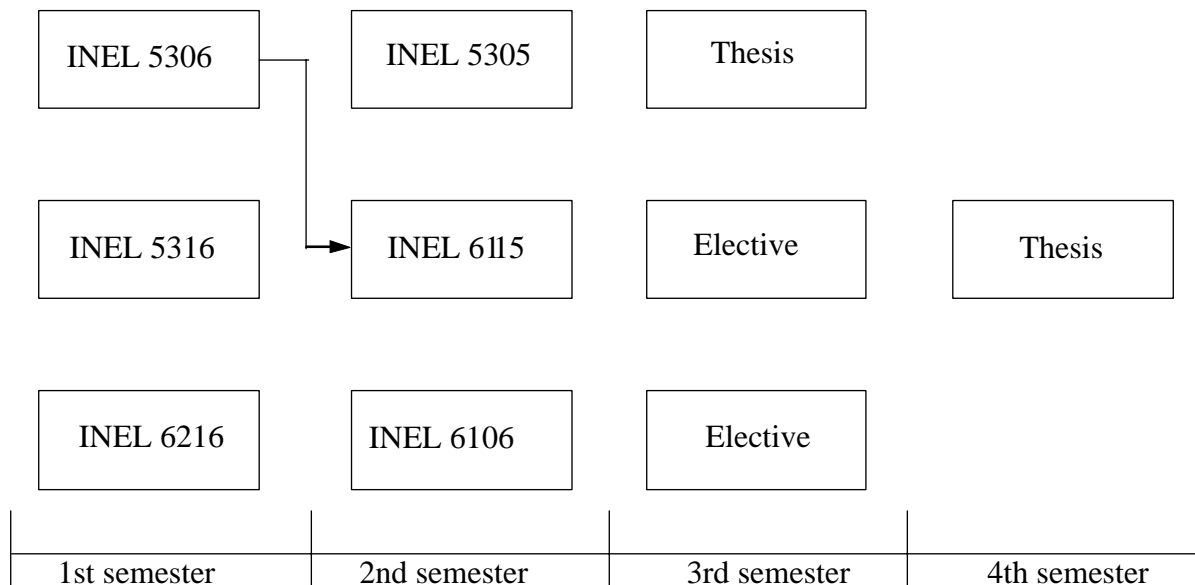 INEL 5306
INEL 5305
Thesis
INEL 5316
INEL 6115
Elective
Thesis
INEL 6216
INEL 6106
Elective
1st semester
2nd semester
3rd semester
4th semester